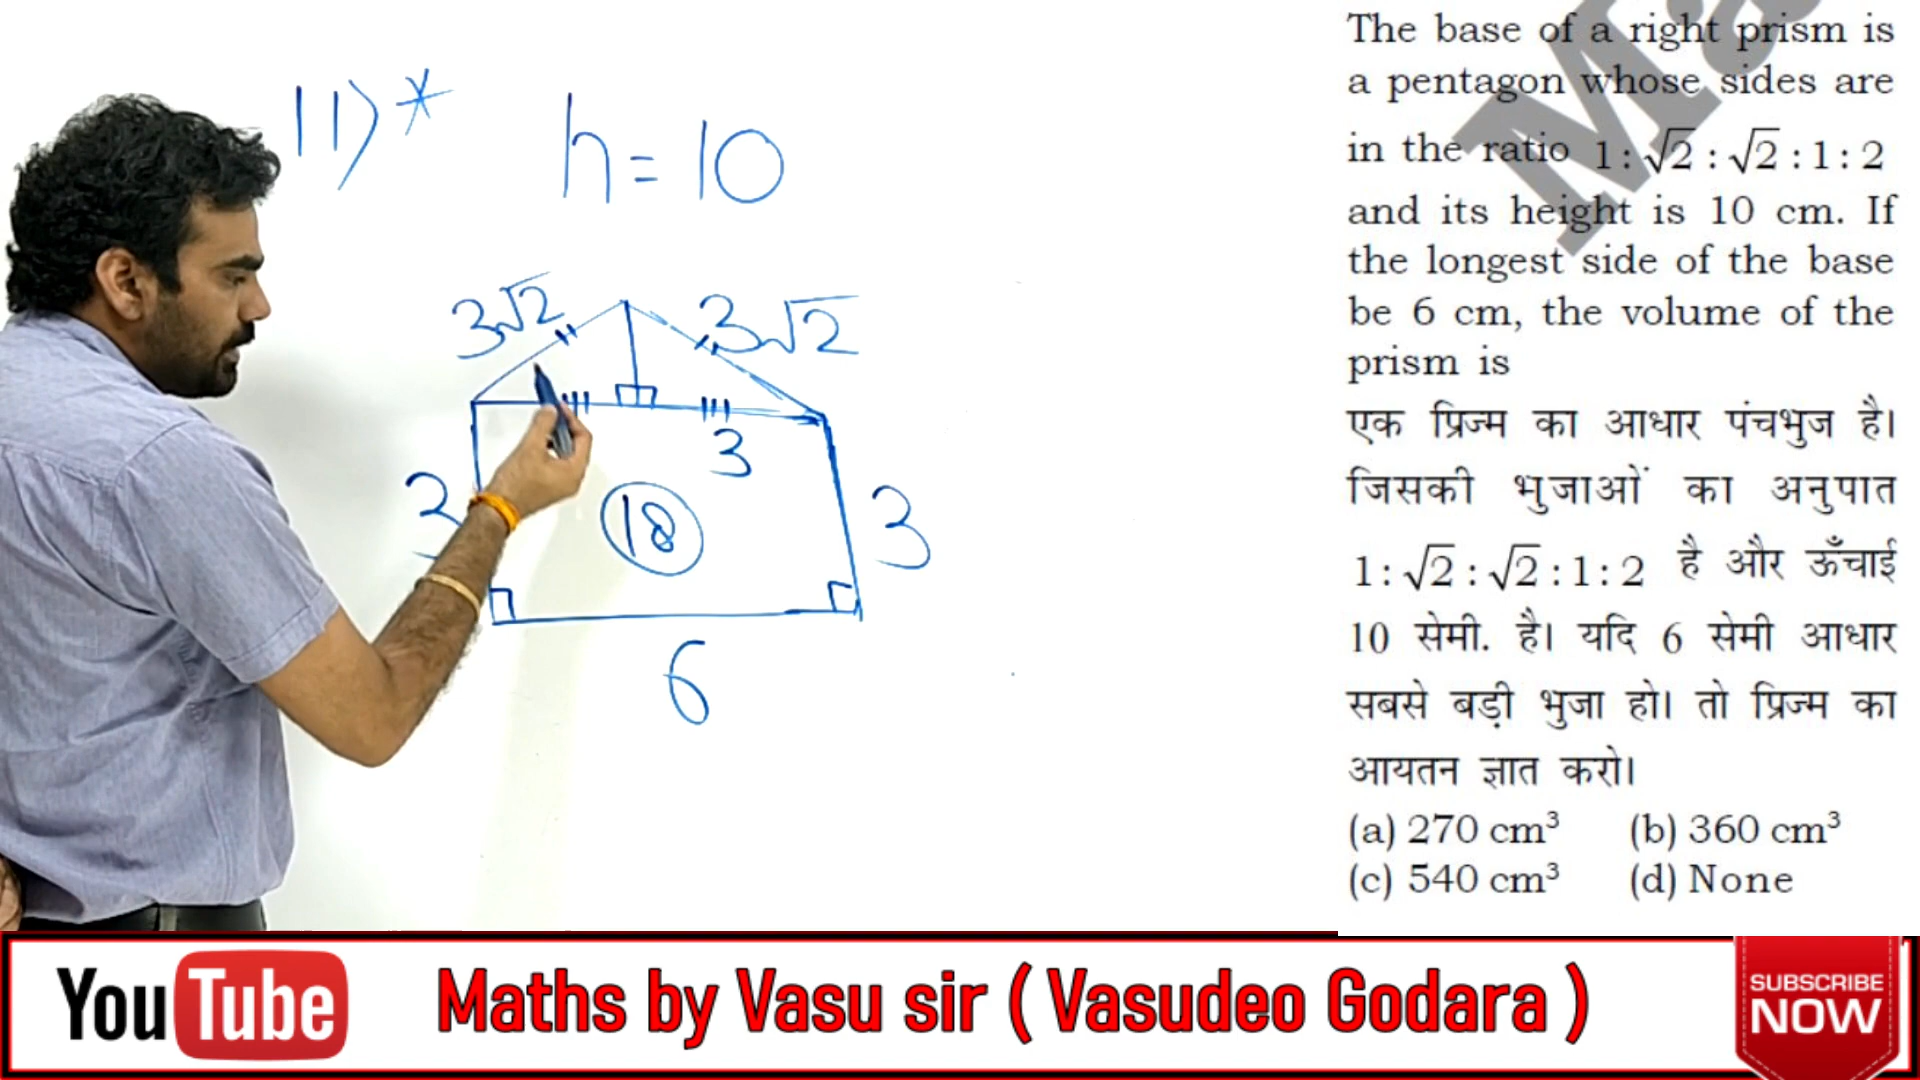 11) *
h = 10
3√2
3√2
3
3
18
3
6
The base of a right prism is
a pentagon whose sides are
in the ratio 1 : √2 : √2 : 1 : 2
and its height is 10 cm. If
the longest side of the base
be 6 cm, the volume of the
prism is
एक प्रिज्म का आधार पंचभुज है।
जिसकी भुजाओं का अनुपात
1 : √2 : √2 : 1 : 2 है और ऊँचाई
10 सेमी. है। यदि 6 सेमी आधार
सबसे बड़ी भुजा हो। तो प्रिज्म का
आयतन ज्ञात करो।
(a) 270 cm³ (b) 360 cm³
(c) 540 cm³ (d) None
YouTube
Maths by Vasu sir ( Vasudeo Godara )
SUBSCRIBE
NOW